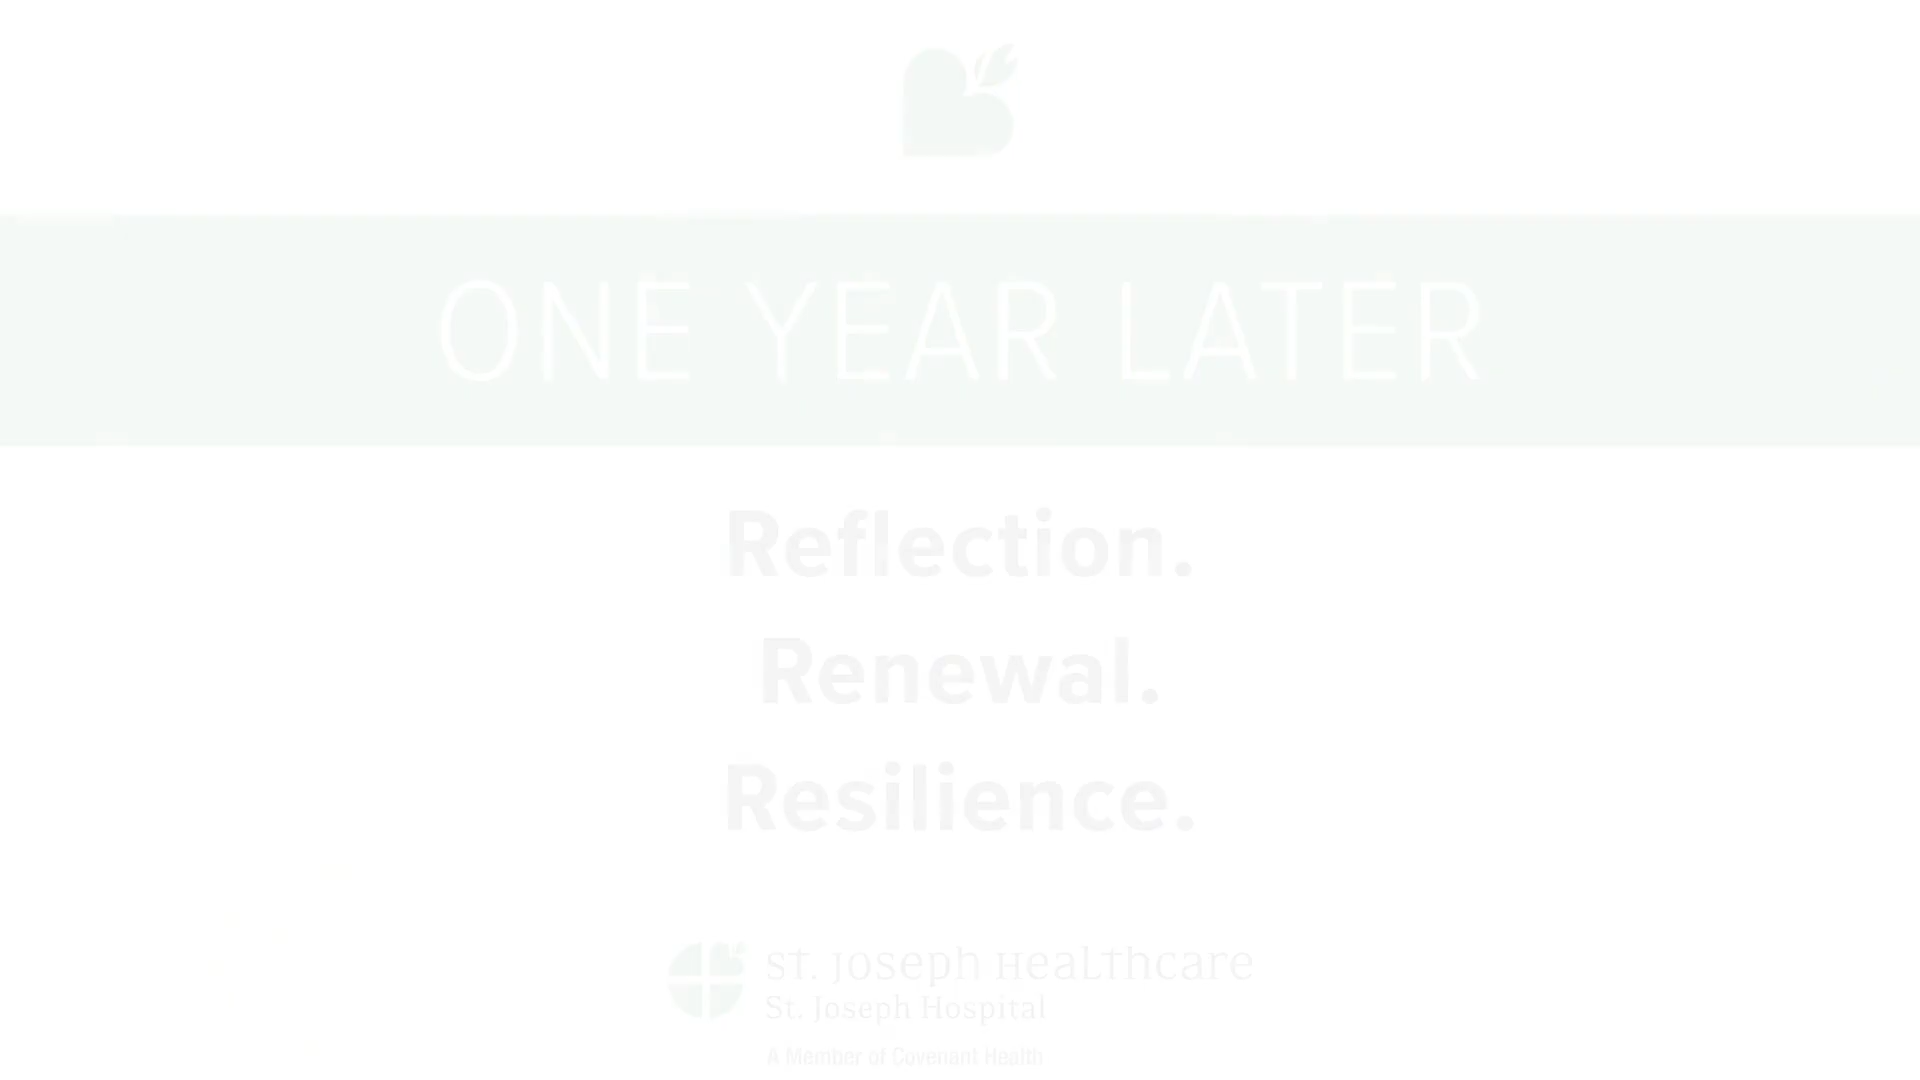 ONE YEAR LATER
Reflection.
Renewal.
Resilience.
St. Joseph Healthcare
St. Joseph Hospital
A Member of Covenant Health